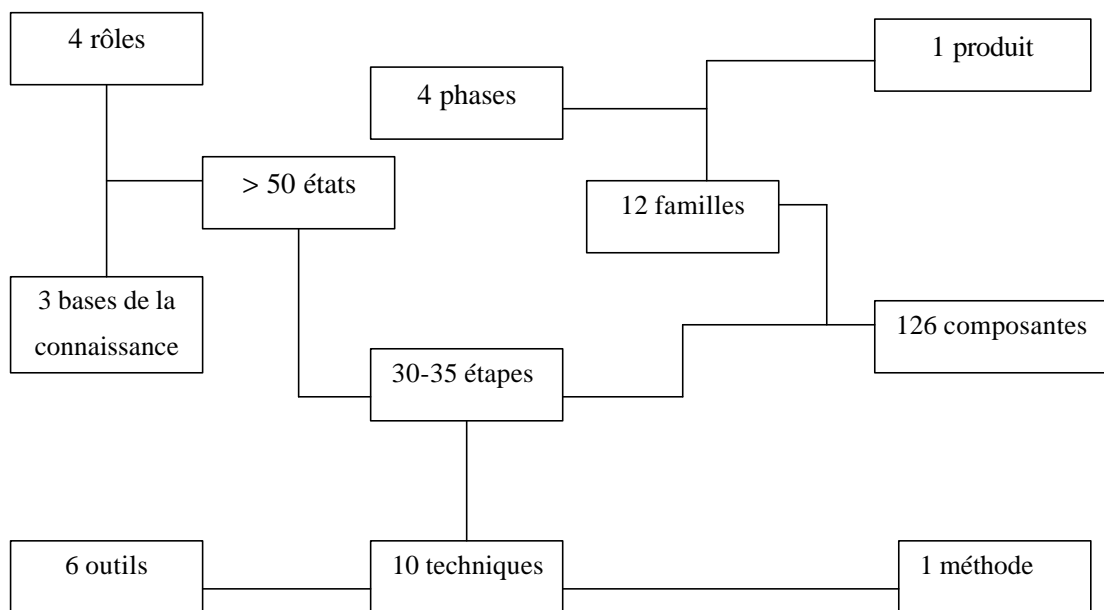 4 rôles
1 produit
4 phases
> 50 états
12 familles
3 bases de la
connaissance
126 composantes
30-35 étapes
6 outils
10 techniques
1 méthode